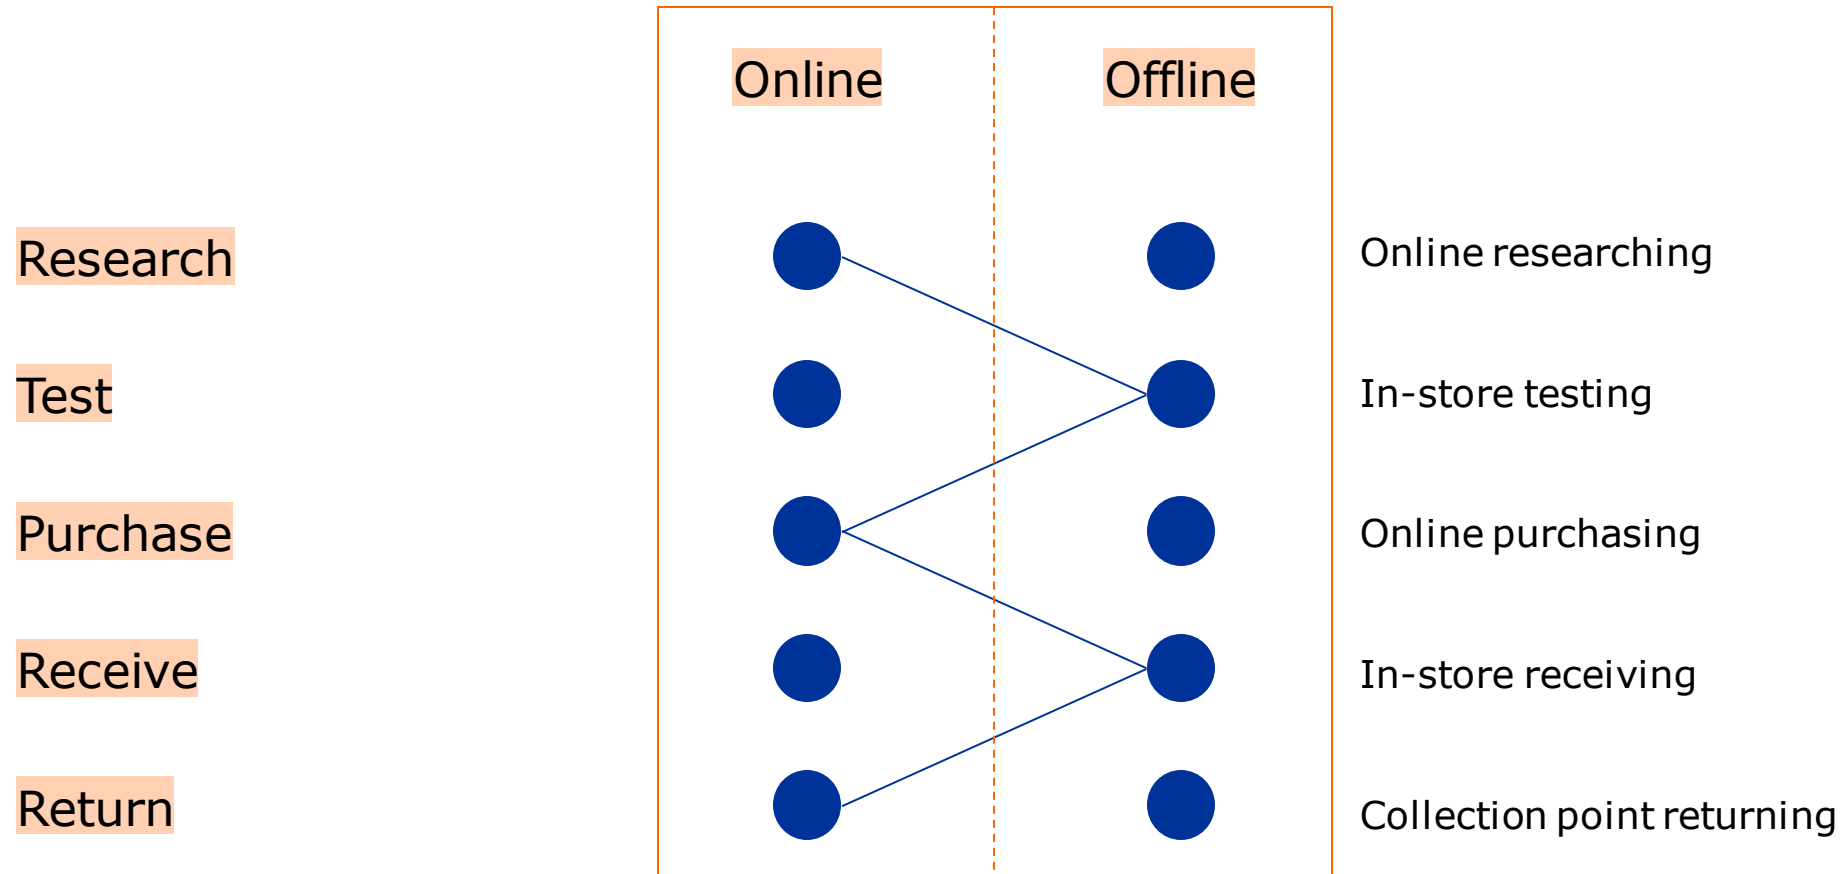 Online Offline
Research Online researching
Test In-store testing
Purchase Online purchasing
Receive In-store receiving
Return Collection point returning